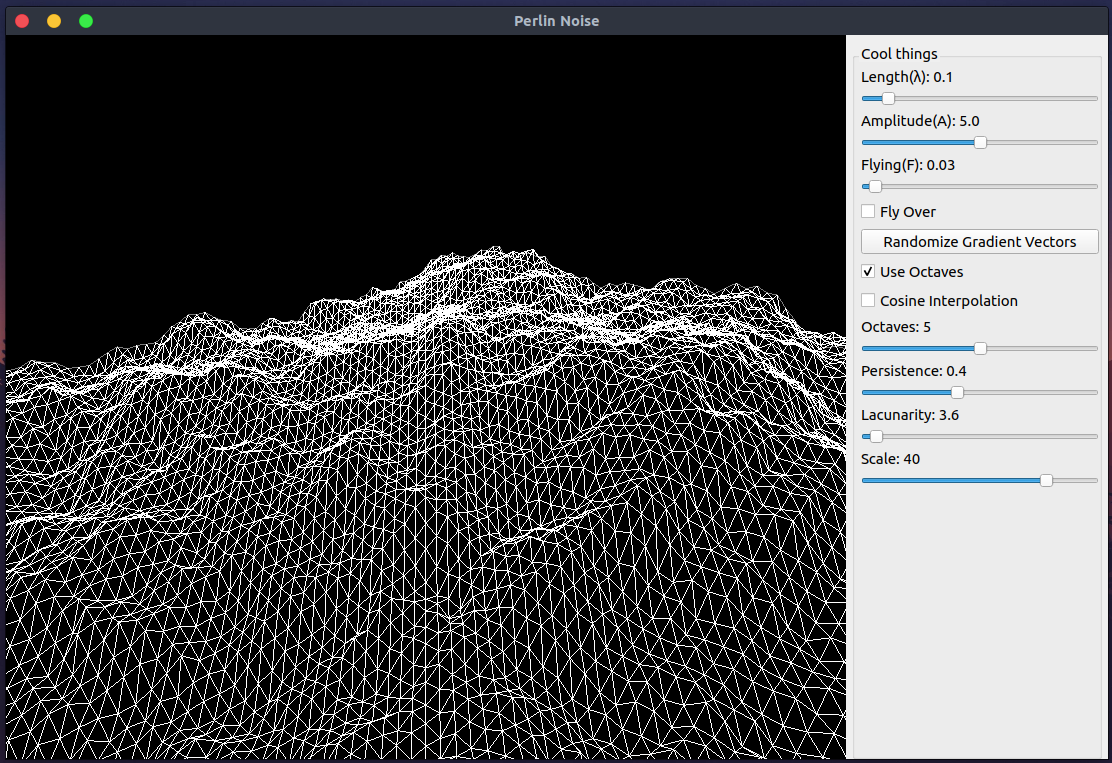 Perlin Noise
Cool things
Length(λ): 0.1
Amplitude(A): 5.0
Flying(F): 0.03
Fly Over
Randomize Gradient Vectors
Use Octaves
Cosine Interpolation
Octaves: 5
Persistence: 0.4
Lacunarity: 3.6
Scale: 40